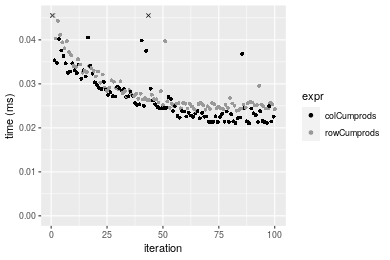 0.04
0.03
0.02
0.01
0.00
time (ms)
0
25
50
75
100
iteration
expr
colCumprods
rowCumprods